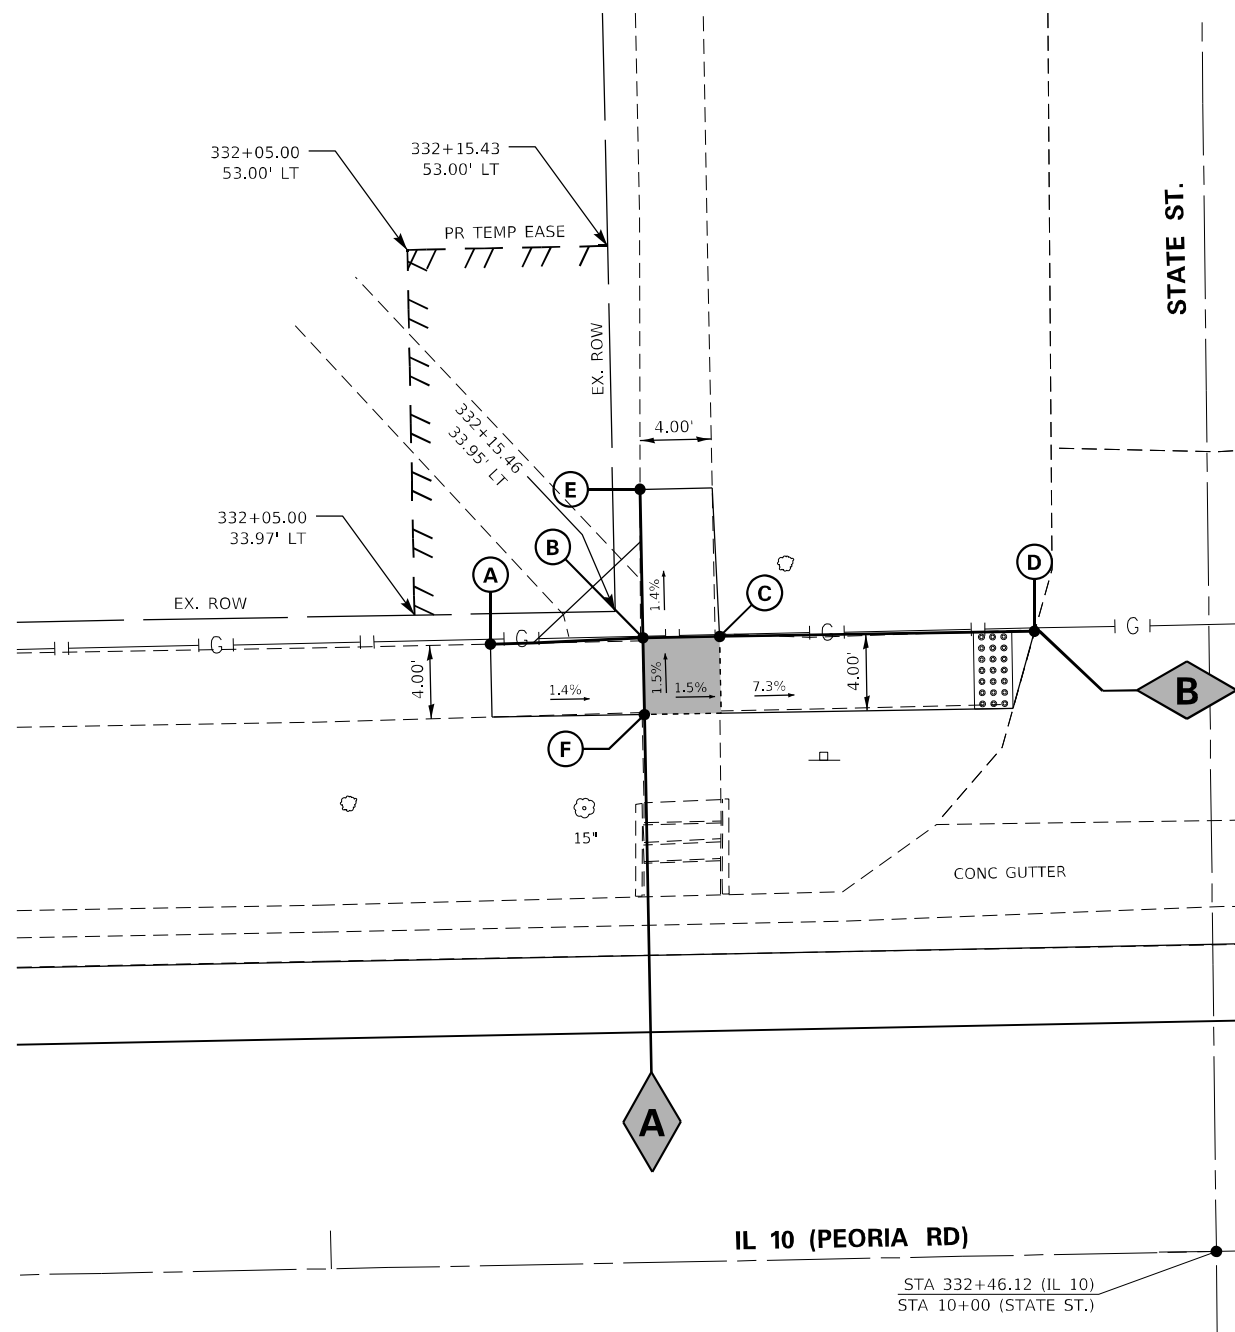 332+05.00
53.00' LT
332+15.43
53.00' LT
PR TEMP EASE
STATE ST.
EX. ROW
332+15.46
33.95' LT
4.00'
E
332+05.00
33.97' LT
B
A
D
C
EX. ROW
1.4%
G
G
G
G
4.00'
1.4%
1.5%
1.5%
7.3%
4.00'
B
F
15"
CONC GUTTER
A
IL 10 (PEORIA RD)
STA 332+46.12 (IL 10)
STA 10+00 (STATE ST.)